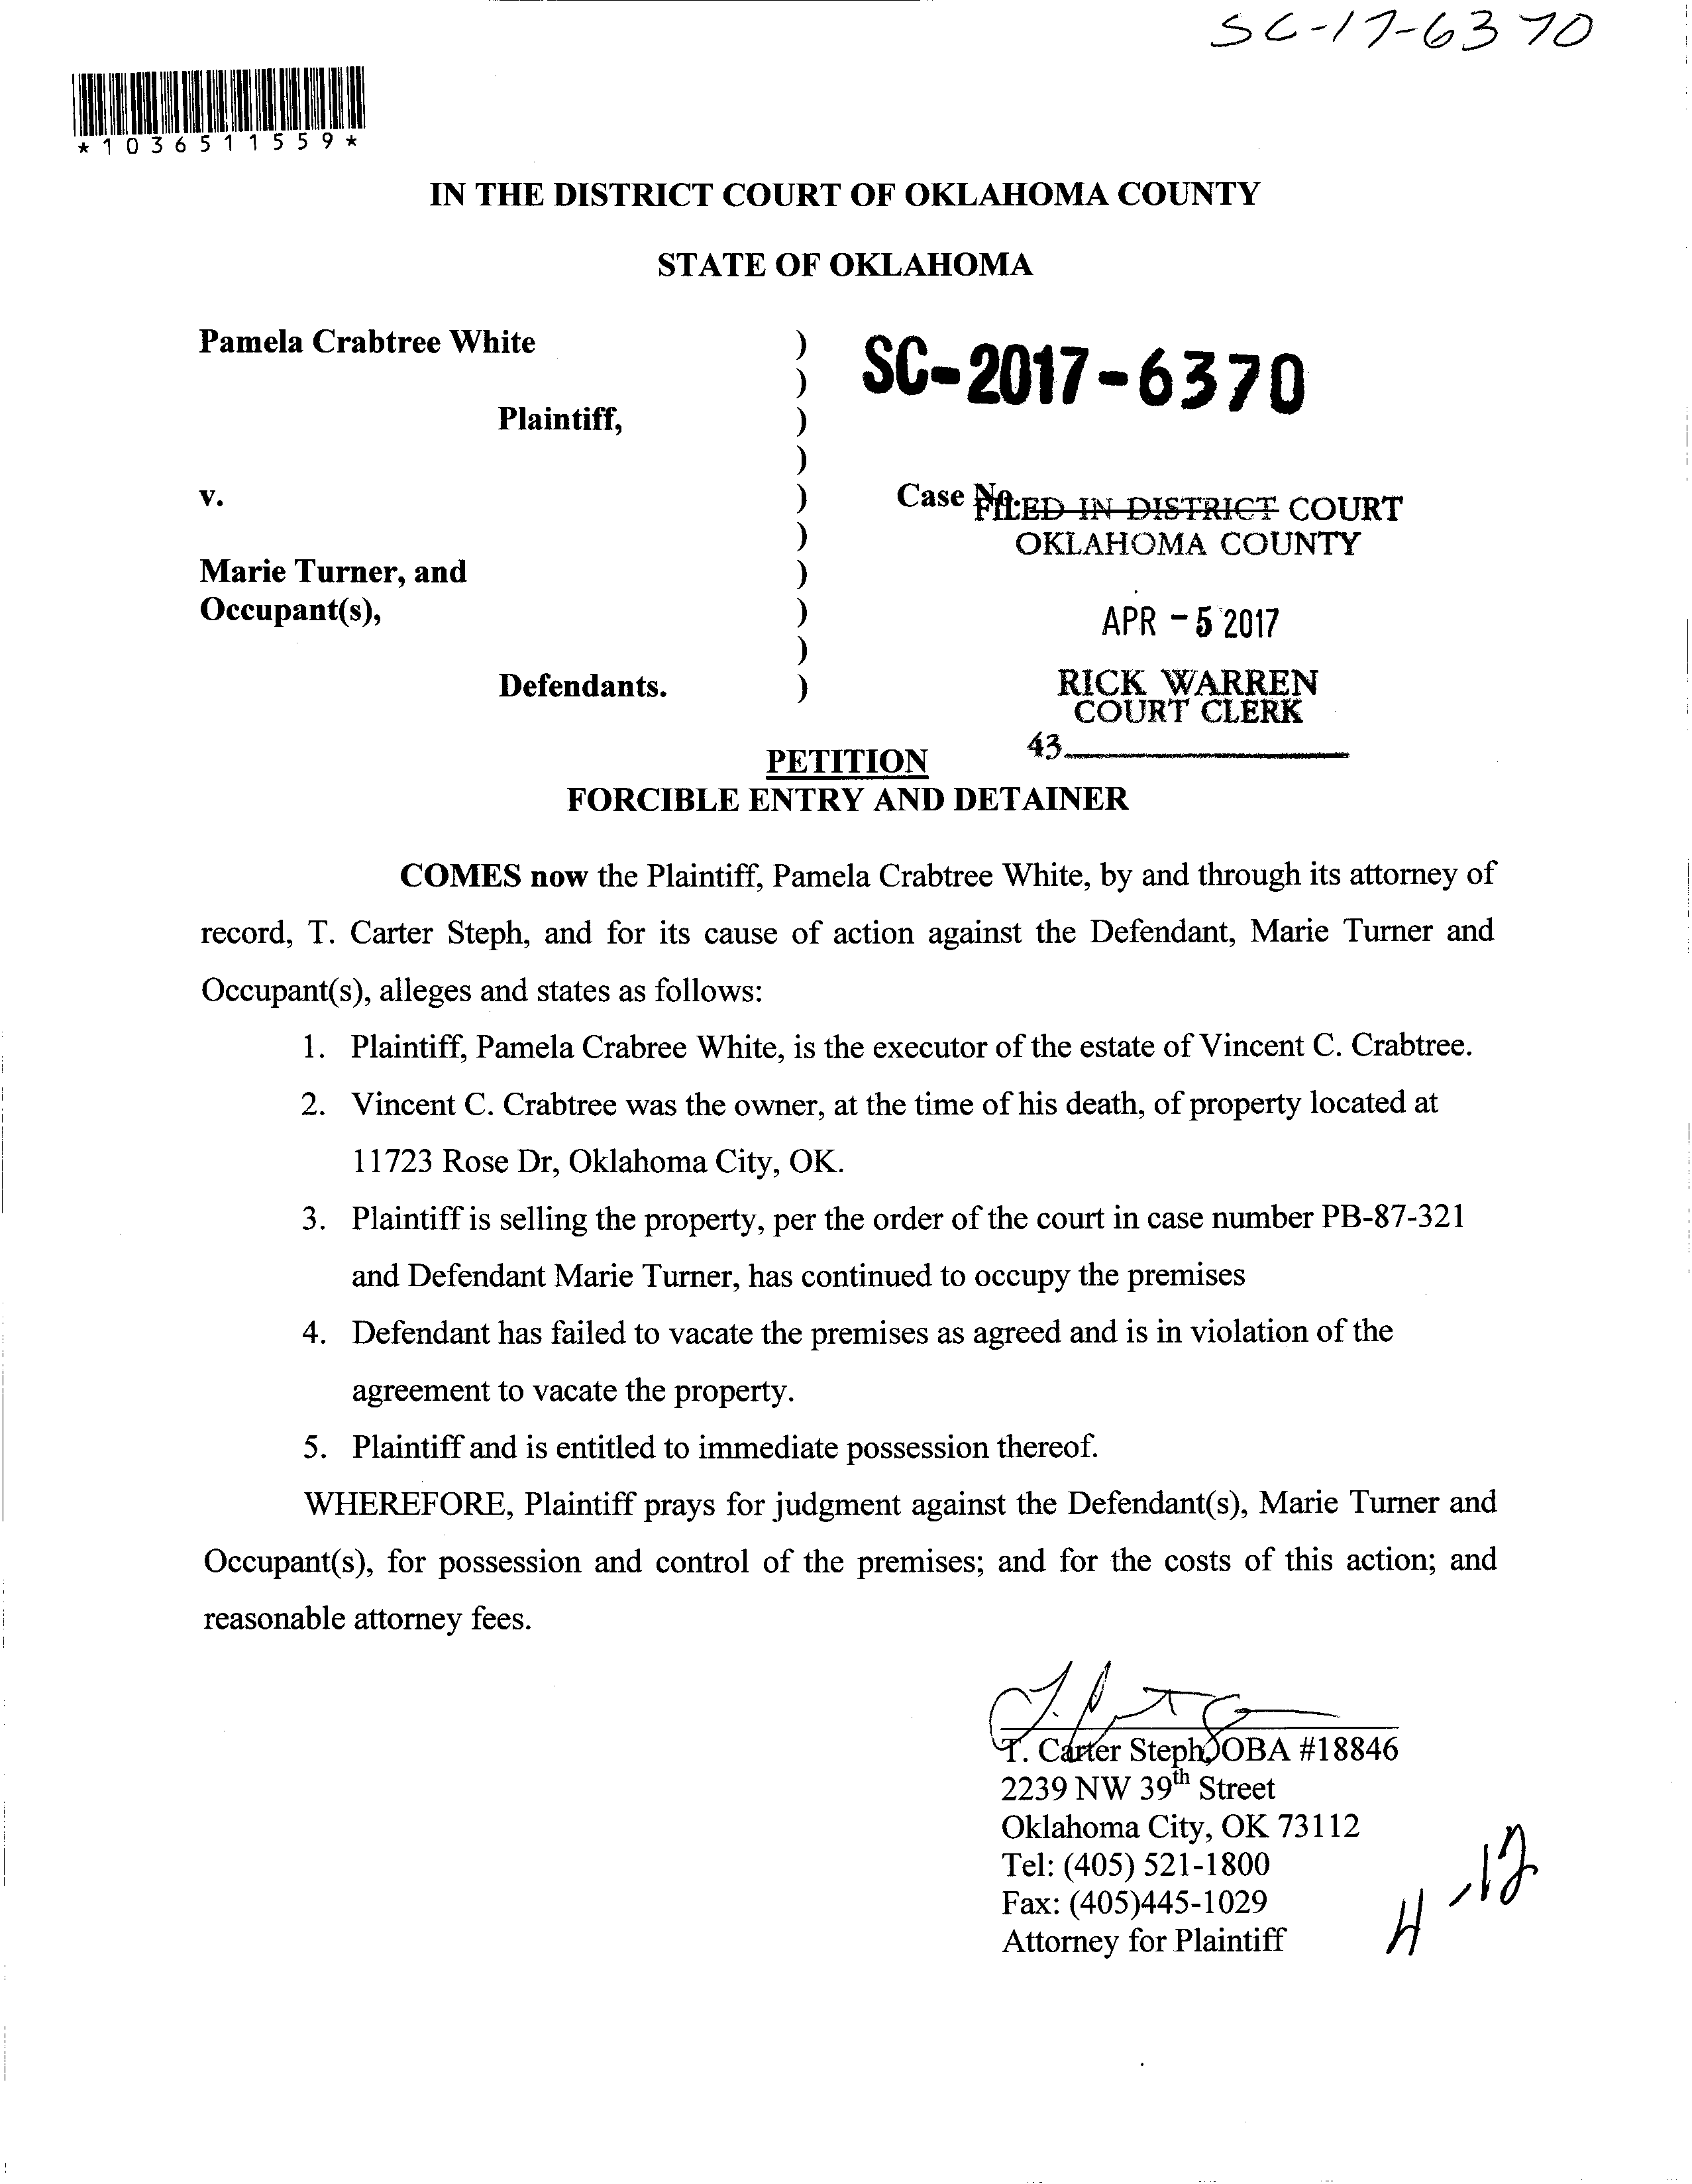 SC-17-6370
*1036511559*
IN THE DISTRICT COURT OF OKLAHOMA COUNTY
STATE OF OKLAHOMA
Pamela Crabtree White )
)
Plaintiff, )
)
v. )
)
Marie Turner, and )
Occupant(s), )
)
Defendants. )
SC-2017-6370
Case No.
FILED IN DISTRICT COURT
OKLAHOMA COUNTY
APR - 5 2017
RICK WARREN
COURT CLERK
43
PETITION
FORCIBLE ENTRY AND DETAINER
COMES now the Plaintiff, Pamela Crabtree White, by and through its attorney of
record, T. Carter Steph, and for its cause of action against the Defendant, Marie Turner and
Occupant(s), alleges and states as follows:
1. Plaintiff, Pamela Crabree White, is the executor of the estate of Vincent C. Crabtree.
2. Vincent C. Crabtree was the owner, at the time of his death, of property located at
11723 Rose Dr, Oklahoma City, OK.
3. Plaintiff is selling the property, per the order of the court in case number PB-87-321
and Defendant Marie Turner, has continued to occupy the premises
4. Defendant has failed to vacate the premises as agreed and is in violation of the
agreement to vacate the property.
5. Plaintiff and is entitled to immediate possession thereof.
WHEREFORE, Plaintiff prays for judgment against the Defendant(s), Marie Turner and
Occupant(s), for possession and control of the premises; and for the costs of this action; and
reasonable attorney fees.
T. Carter Steph, OBA #18846
2239 NW 39th Street
Oklahoma City, OK 73112
Tel: (405) 521-1800
Fax: (405)445-1029
Attorney for Plaintiff